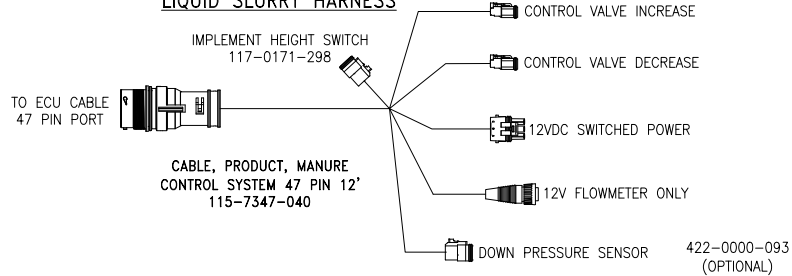 LIQUID SLURRY HARNESS
CONTROL VALVE INCREASE
IMPLEMENT HEIGHT SWITCH
117-0171-298
CONTROL VALVE DECREASE
TO ECU CABLE
47 PIN PORT
12VDC SWITCHED POWER
CABLE, PRODUCT, MANURE
CONTROL SYSTEM 47 PIN 12'
115-7347-040
12V FLOWMETER ONLY
DOWN PRESSURE SENSOR
422-0000-093
(OPTIONAL)